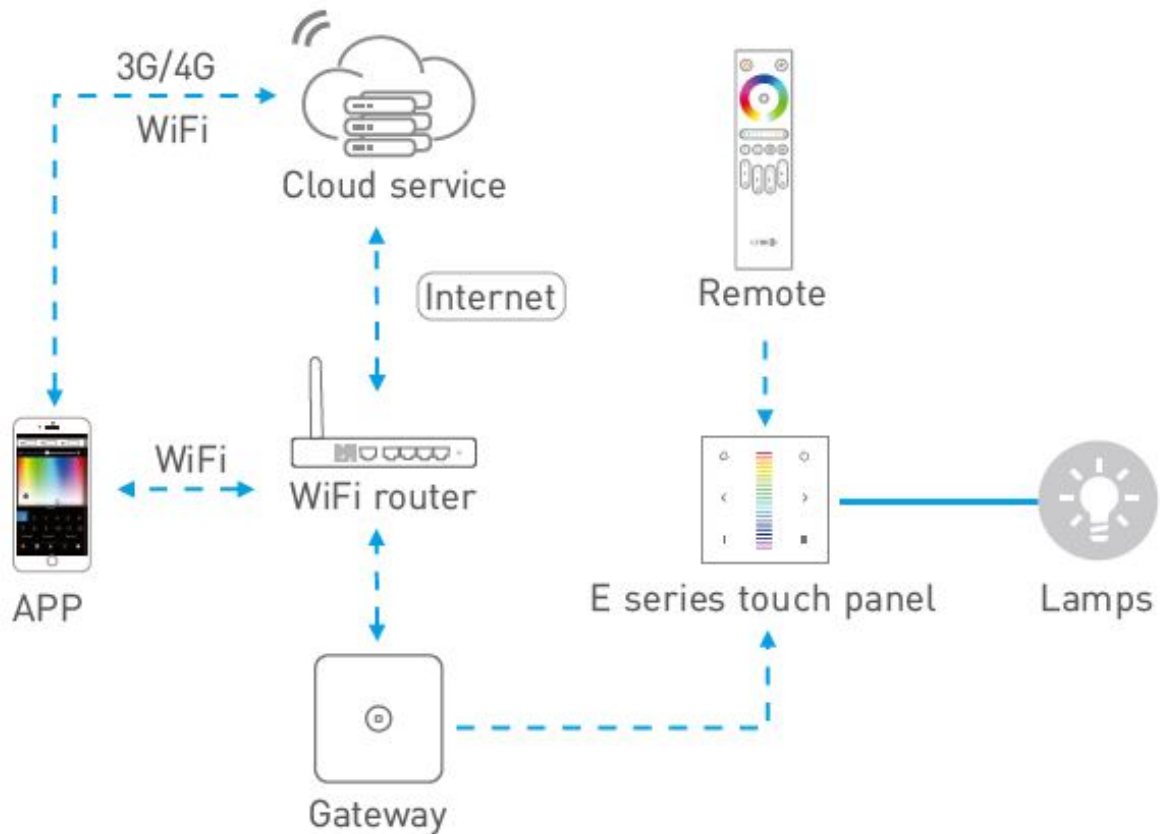 3G/4G
WiFi
Cloud service
Internet
Remote
WiFi
WiFi router
APP
E series touch panel
Lamps
Gateway